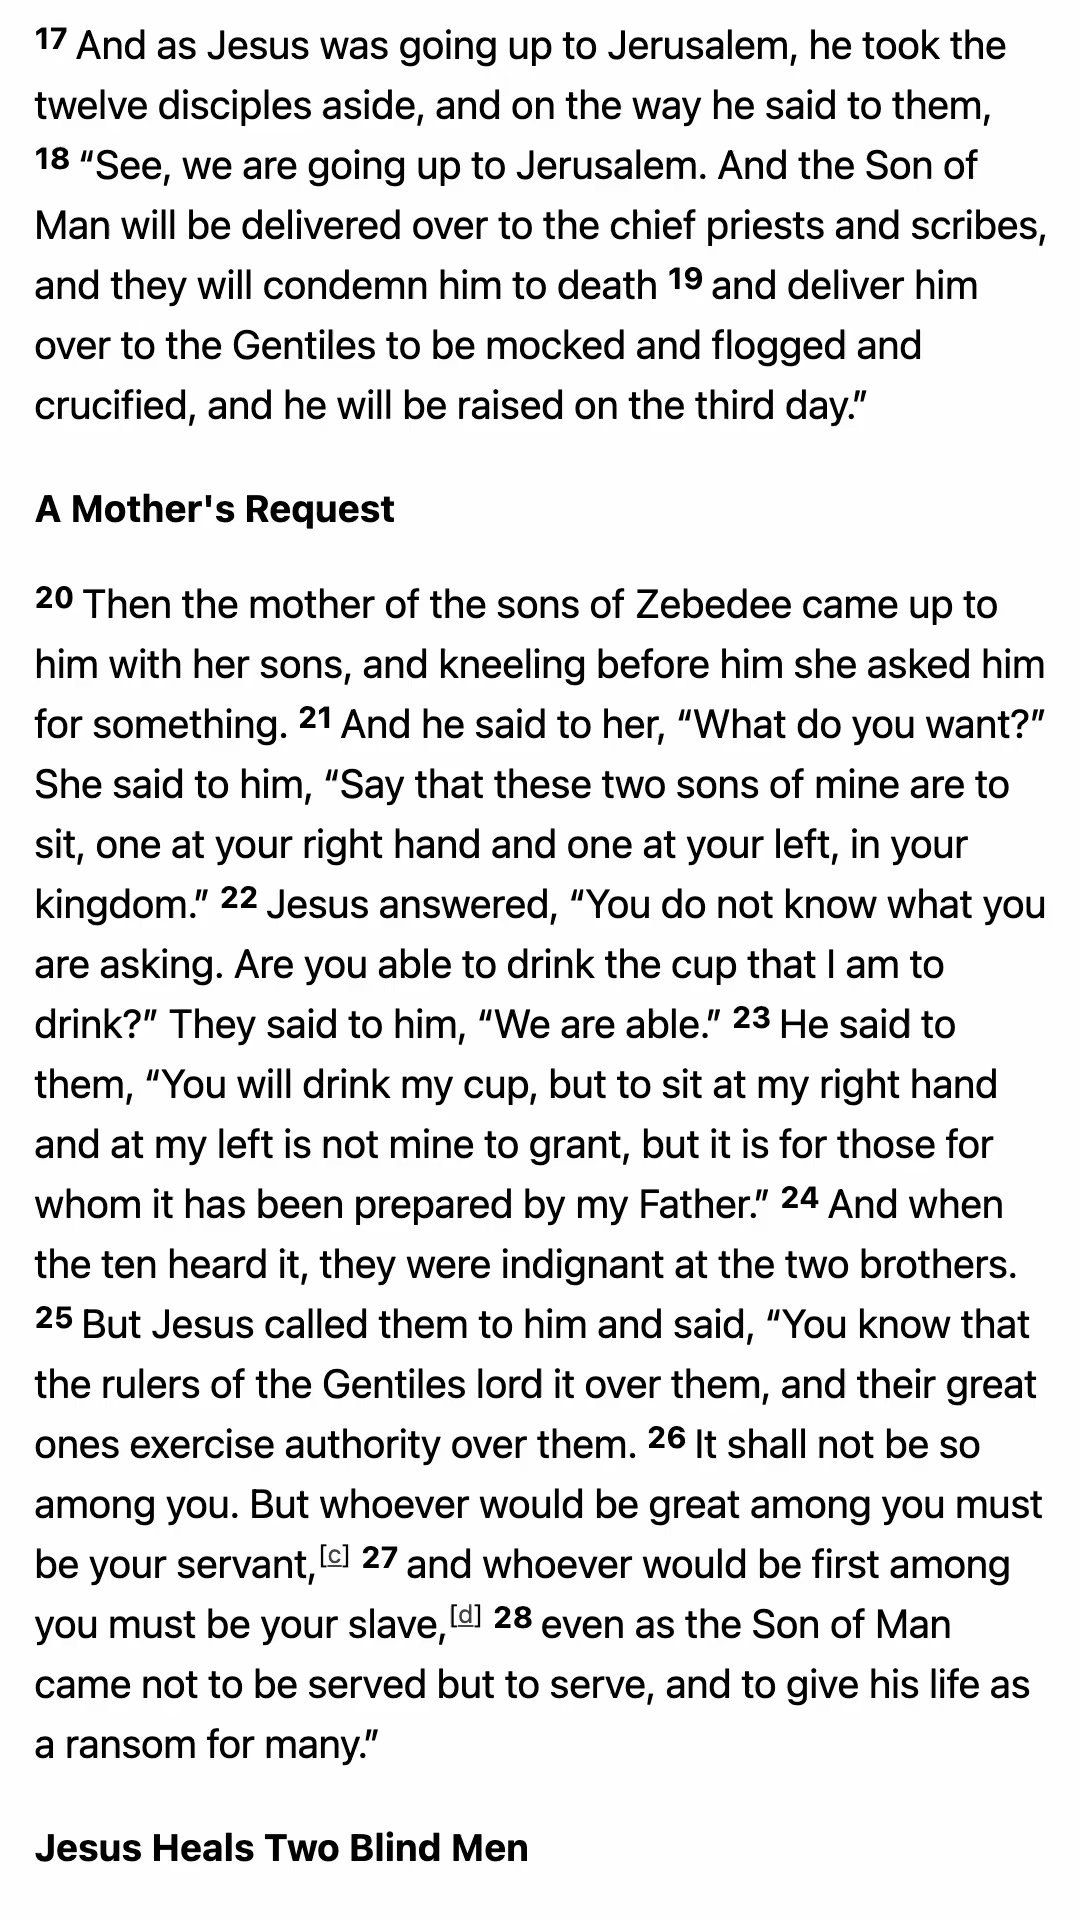 17 And as Jesus was going up to Jerusalem, he took the
twelve disciples aside, and on the way he said to them,
18 “See, we are going up to Jerusalem. And the Son of
Man will be delivered over to the chief priests and scribes,
and they will condemn him to death 19 and deliver him
over to the Gentiles to be mocked and flogged and
crucified, and he will be raised on the third day.”
A Mother's Request
20 Then the mother of the sons of Zebedee came up to
him with her sons, and kneeling before him she asked him
for something. 21 And he said to her, “What do you want?”
She said to him, “Say that these two sons of mine are to
sit, one at your right hand and one at your left, in your
kingdom.” 22 Jesus answered, “You do not know what you
are asking. Are you able to drink the cup that I am to
drink?” They said to him, “We are able.” 23 He said to
them, “You will drink my cup, but to sit at my right hand
and at my left is not mine to grant, but it is for those for
whom it has been prepared by my Father.” 24 And when
the ten heard it, they were indignant at the two brothers.
25 But Jesus called them to him and said, “You know that
the rulers of the Gentiles lord it over them, and their great
ones exercise authority over them. 26 It shall not be so
among you. But whoever would be great among you must
be your servant,[c] 27 and whoever would be first among
you must be your slave,[d] 28 even as the Son of Man
came not to be served but to serve, and to give his life as
a ransom for many.”
Jesus Heals Two Blind Men